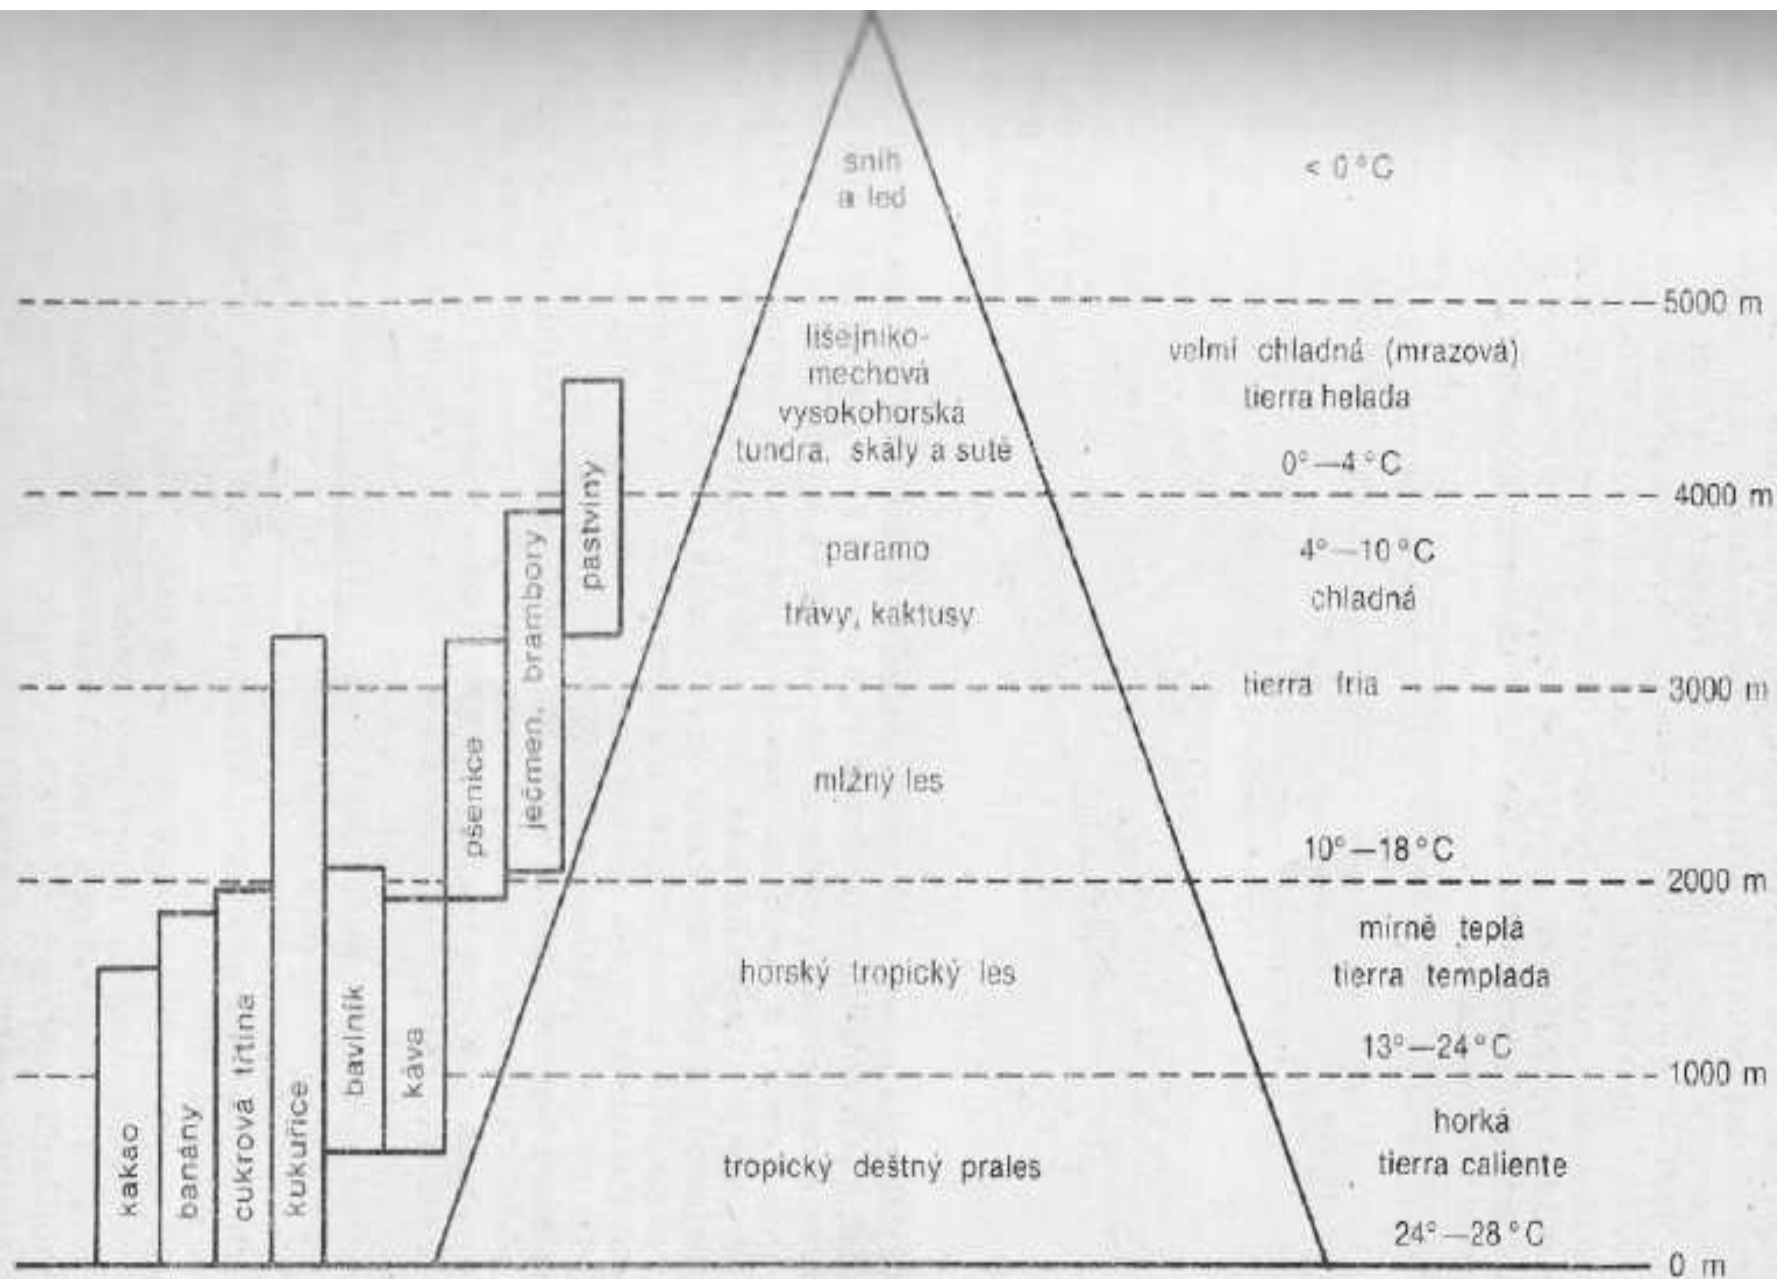 sníh
a led
< 0°C
5000 m
lišejníko-
mechová
vysokohorská
tundra, skály a sutě
velmi chladná (mrazová)
tierra helada
0°—4°C
4000 m
paramo
trávy, kaktusy
4°—10°C
chladná
tierra fria
3000 m
mlžný les
10°—18°C
2000 m
horský tropický les
mírně teplá
tierra templada
13°—24°C
1000 m
tropický deštný prales
horká
tierra caliente
24°—28°C
0 m
kakao
banány
cukrová třtina
kukuřice
bavlník
káva
pšenice
ječmen, brambory
pastviny